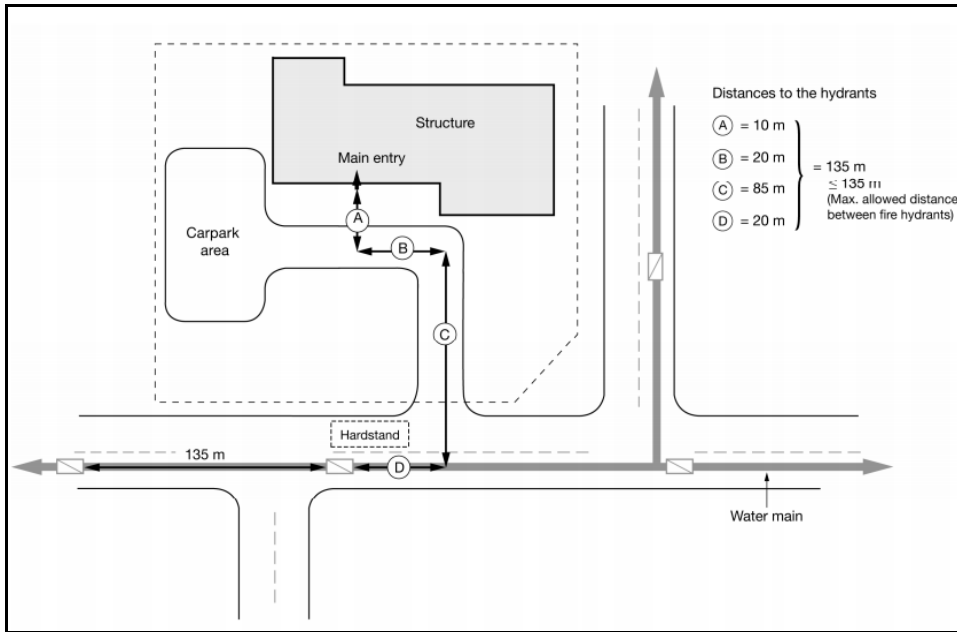 Structure
Main entry
Carpark
area
A
B
C
Hardstand
135 m
D
Water main
Distances to the hydrants
A = 10 m
B = 20 m
C = 85 m
D = 20 m
= 135 m
≤ 135 m
(Max. allowed distance
between fire hydrants)